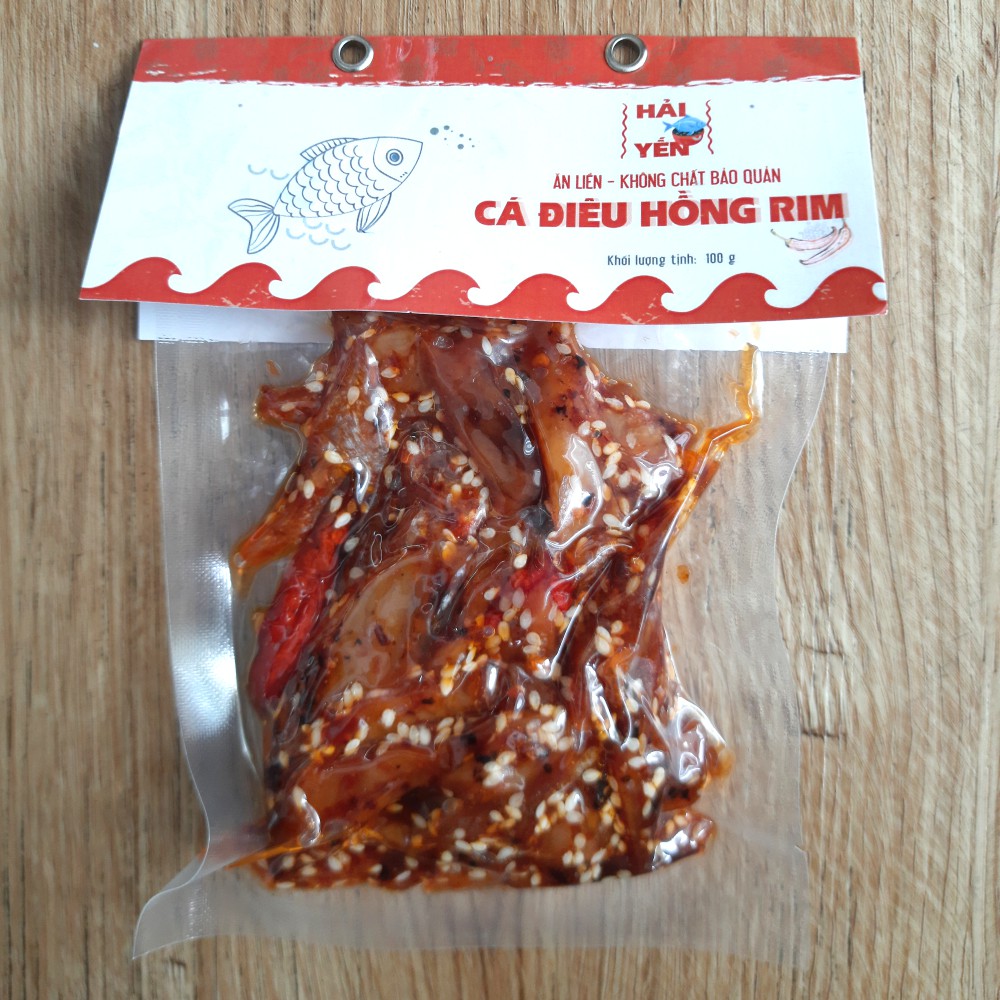 HẢI
YẾN
ĂN LIỀN - KHÔNG CHẤT BẢO QUẢN
CÁ ĐIÊU HỒNG RIM
Khối lượng tịnh: 100 g